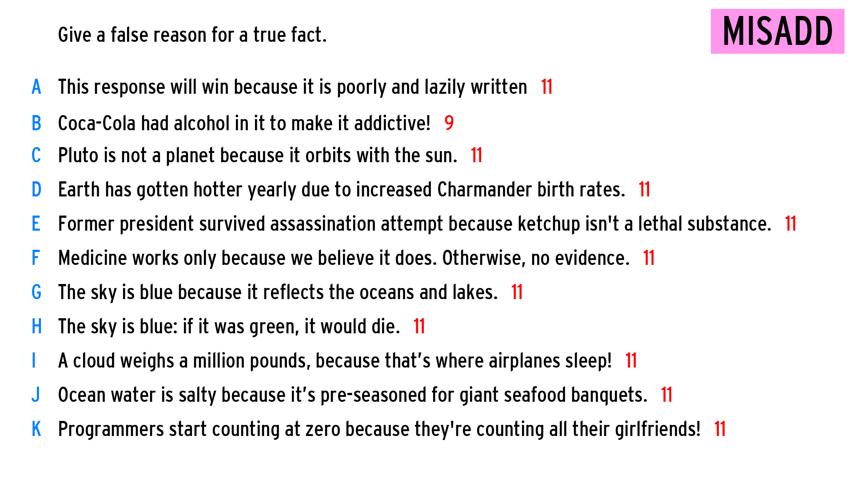 Give a false reason for a true fact.
MISADD
A This response will win because it is poorly and lazily written 11
B Coca-Cola had alcohol in it to make it addictive! 9
C Pluto is not a planet because it orbits with the sun. 11
D Earth has gotten hotter yearly due to increased Charmander birth rates. 11
E Former president survived assassination attempt because ketchup isn't a lethal substance. 11
F Medicine works only because we believe it does. Otherwise, no evidence. 11
G The sky is blue because it reflects the oceans and lakes. 11
H The sky is blue: if it was green, it would die. 11
I A cloud weighs a million pounds, because that’s where airplanes sleep! 11
J Ocean water is salty because it’s pre-seasoned for giant seafood banquets. 11
K Programmers start counting at zero because they're counting all their girlfriends! 11